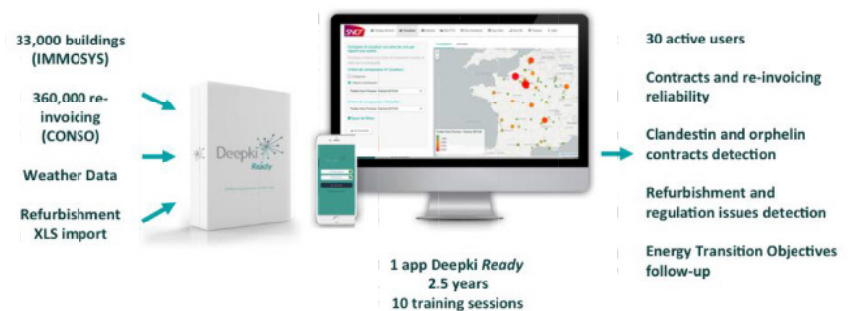 33,000 buildings
(IMMOSYS)
360,000 re-
invoicing
(CONSO)
Weather Data
Refurbishment
XLS import
Deepki
Ready
SNCF
1 app Deepki Ready
2.5 years
10 training sessions
30 active users
Contracts and re-invoicing
reliability
Clandestin and orphelin
contracts detection
Refurbishment and
regulation issues detection
Energy Transition Objectives
follow-up